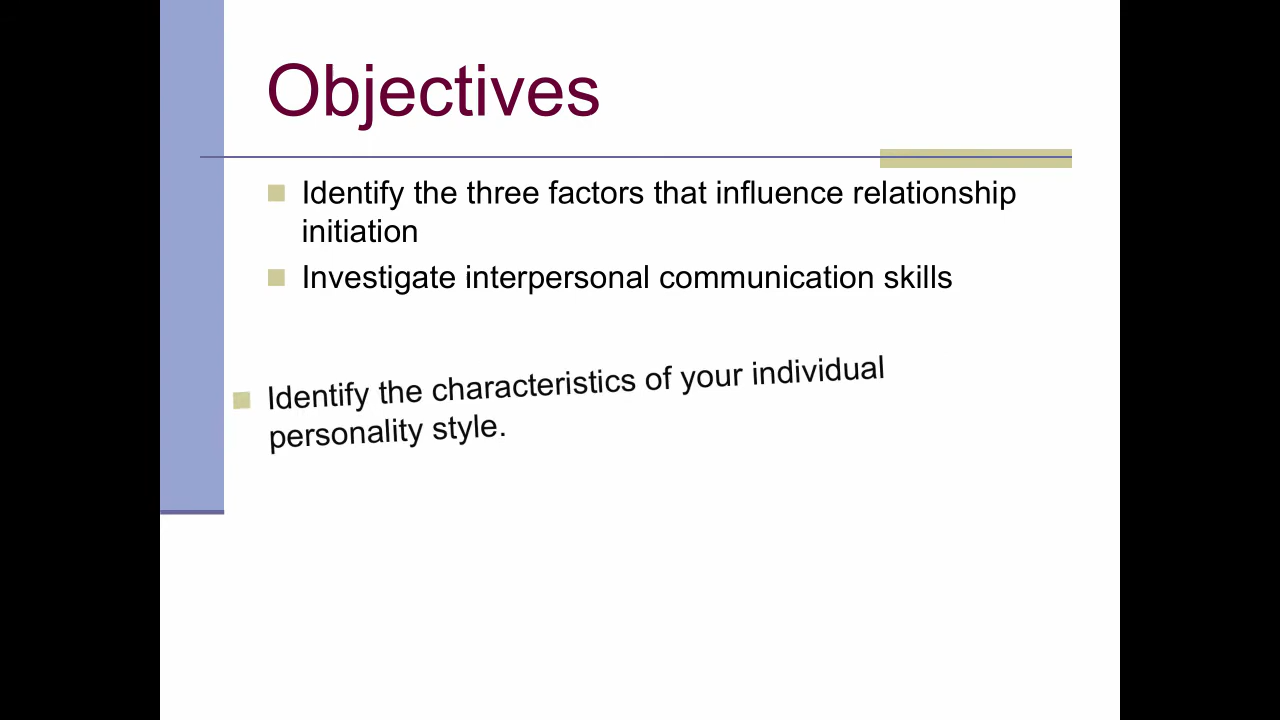 Objectives
Identify the three factors that influence relationship
initiation
Investigate interpersonal communication skills
Identify the characteristics of your individual
personality style.